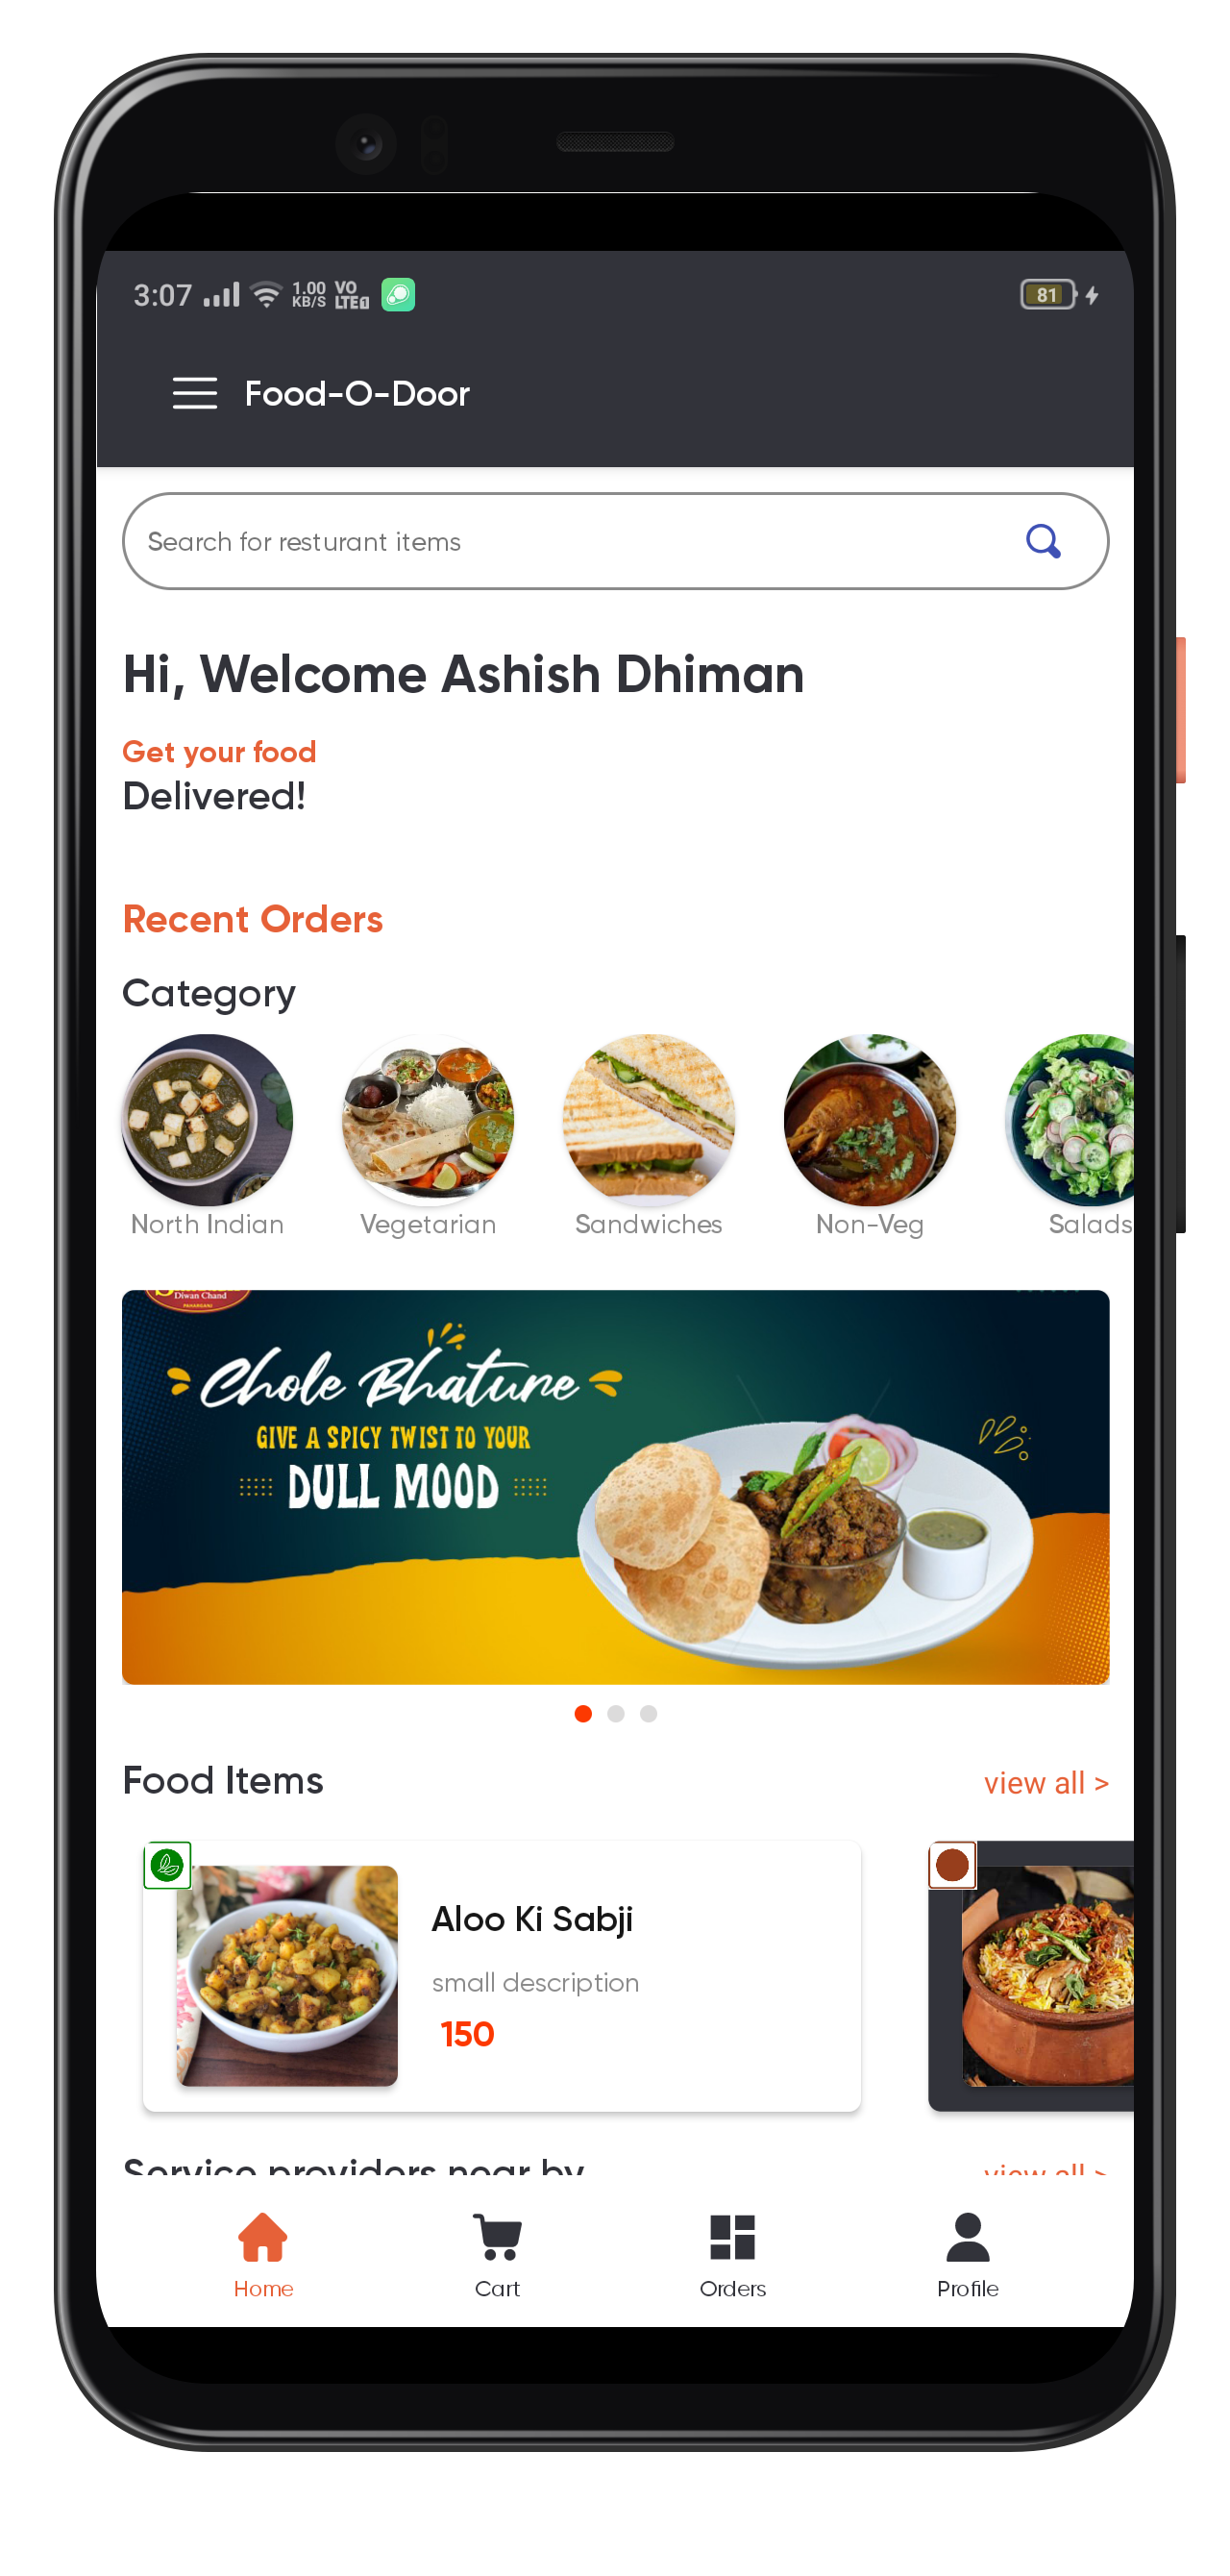 3:07 1.00 KB/S VO LTE 81
Food-O-Door
Search for resturant items
Hi, Welcome Ashish Dhiman
Get your food
Delivered!
Recent Orders
Category
North Indian Vegetarian Sandwiches Non-Veg Salads
Diwan Chand
PAHARGANJ
Chole Bhature
GIVE A SPICY TWIST TO YOUR
DULL MOOD
Food Items view all >
Aloo Ki Sabji
small description
150
Service providers near by view all >
Home Cart Orders Profile